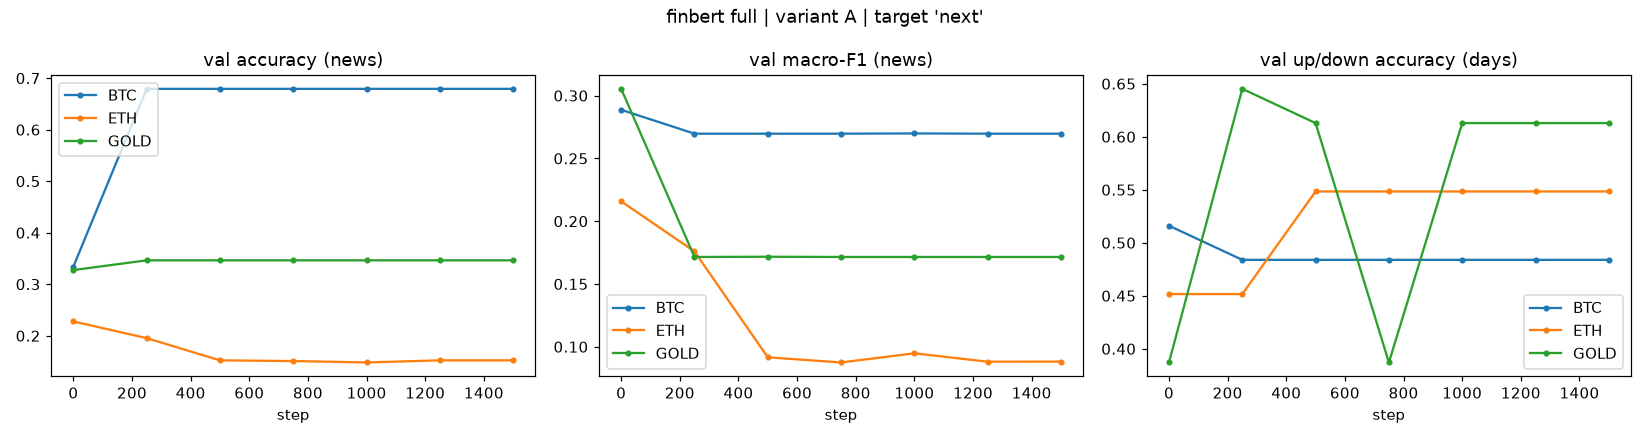 finbert full | variant A | target 'next'
val accuracy (news)
0.7
0.6
0.5
0.4
0.3
0.2
BTC
ETH
GOLD
0 200 400 600 800 1000 1200 1400
step
val macro-F1 (news)
0.30
0.25
0.20
0.15
0.10
BTC
ETH
GOLD
0 200 400 600 800 1000 1200 1400
step
val up/down accuracy (days)
0.65
0.60
0.55
0.50
0.45
0.40
BTC
ETH
GOLD
0 200 400 600 800 1000 1200 1400
step